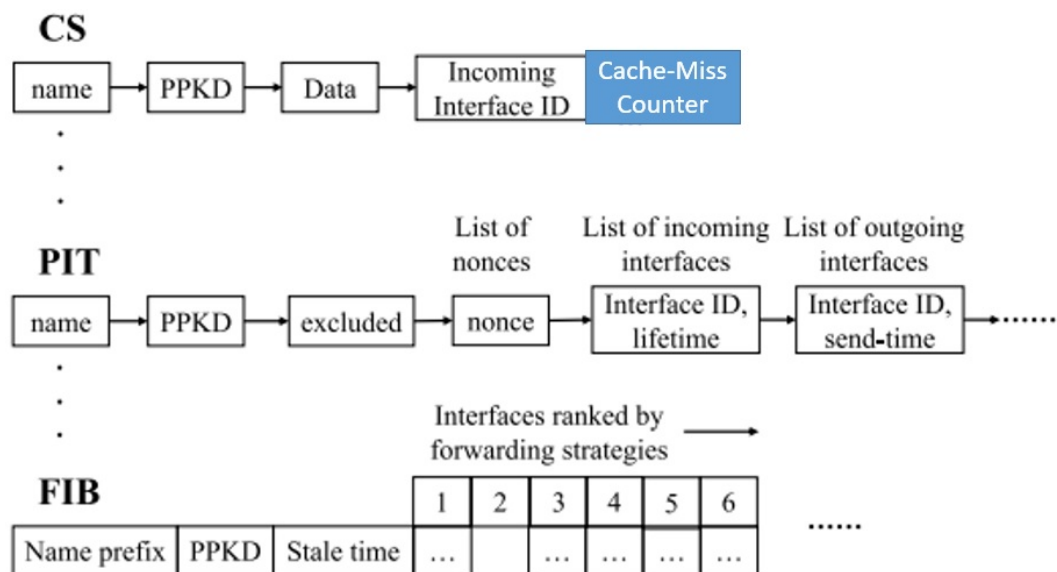 CS
name
PPKD
Data
Incoming
Interface ID
Cache-Miss
Counter
List of
nonces
List of incoming
interfaces
List of outgoing
interfaces
PIT
name
PPKD
excluded
nonce
Interface ID,
lifetime
Interface ID,
send-time
......
Interfaces ranked by
forwarding strategies
FIB
1 2 3 4 5 6
......
Name prefix PPKD Stale time ... ... ... ... ...